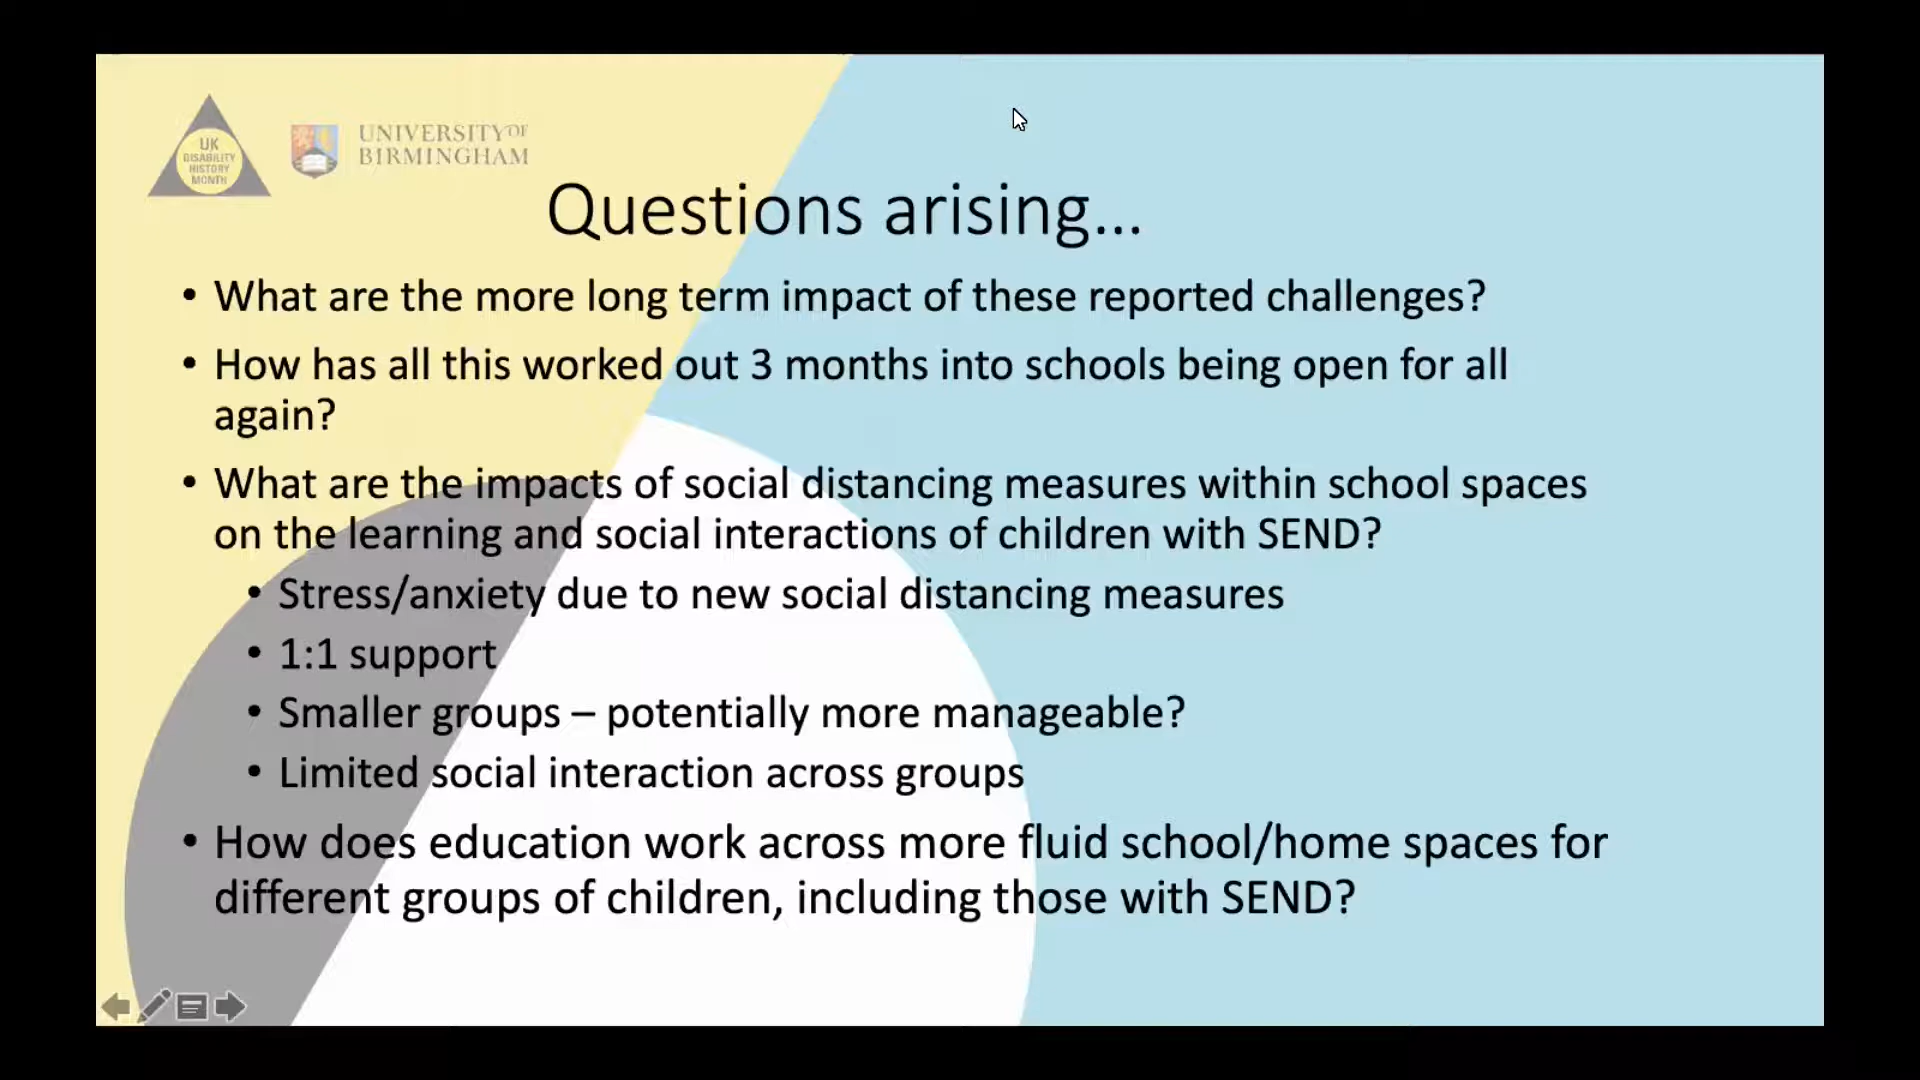 UK
DISABILITY
HISTORY
MONTH
UNIVERSITY OF
BIRMINGHAM
Questions arising...
• What are the more long term impact of these reported challenges?
• How has all this worked out 3 months into schools being open for all
again?
• What are the impacts of social distancing measures within school spaces
on the learning and social interactions of children with SEND?
• Stress/anxiety due to new social distancing measures
• 1:1 support
• Smaller groups – potentially more manageable?
• Limited social interaction across groups
• How does education work across more fluid school/home spaces for
different groups of children, including those with SEND?